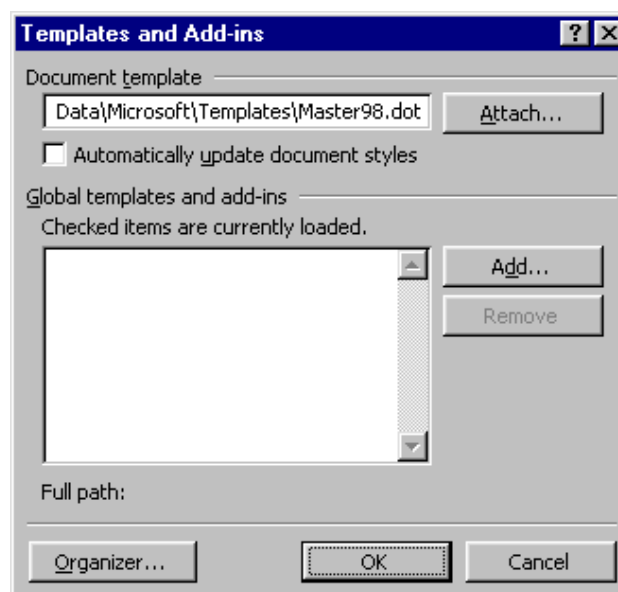 Templates and Add-ins
Document template
Data\Microsoft\Templates\Master98.dot
Attach...
Automatically update document styles
Global templates and add-ins
Checked items are currently loaded.
Add...
Remove
Full path:
Organizer... OK Cancel